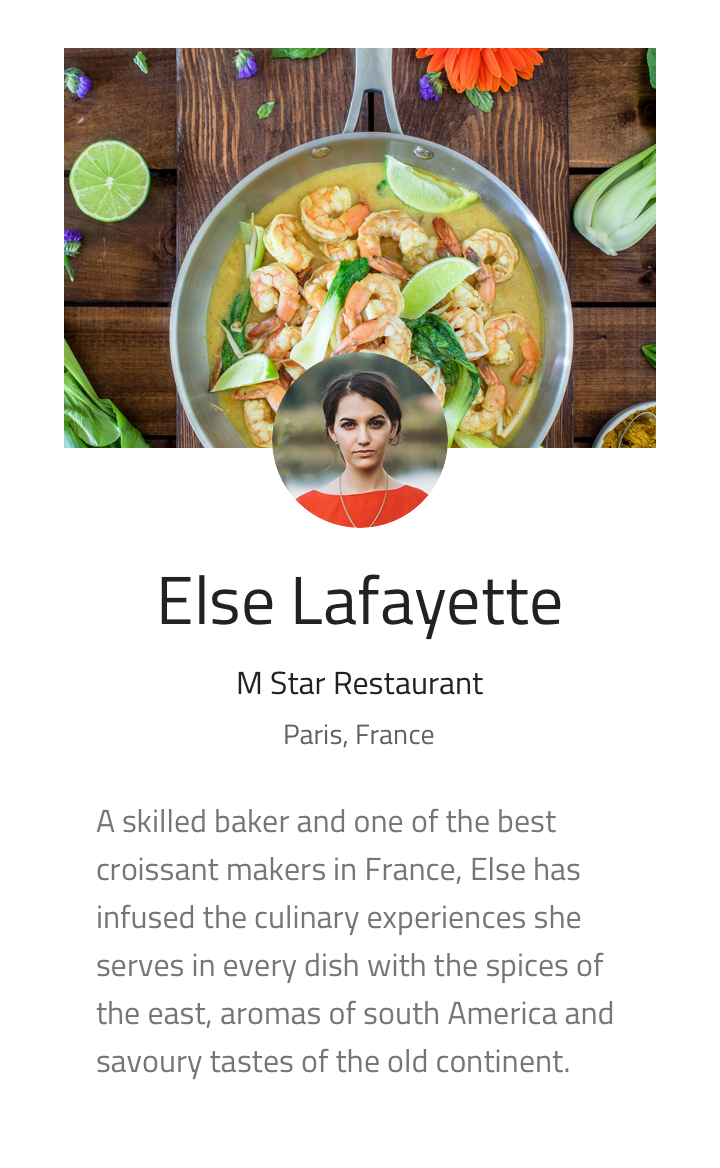 Else Lafayette
M Star Restaurant
Paris, France
A skilled baker and one of the best
croissant makers in France, Else has
infused the culinary experiences she
serves in every dish with the spices of
the east, aromas of south America and
savoury tastes of the old continent.